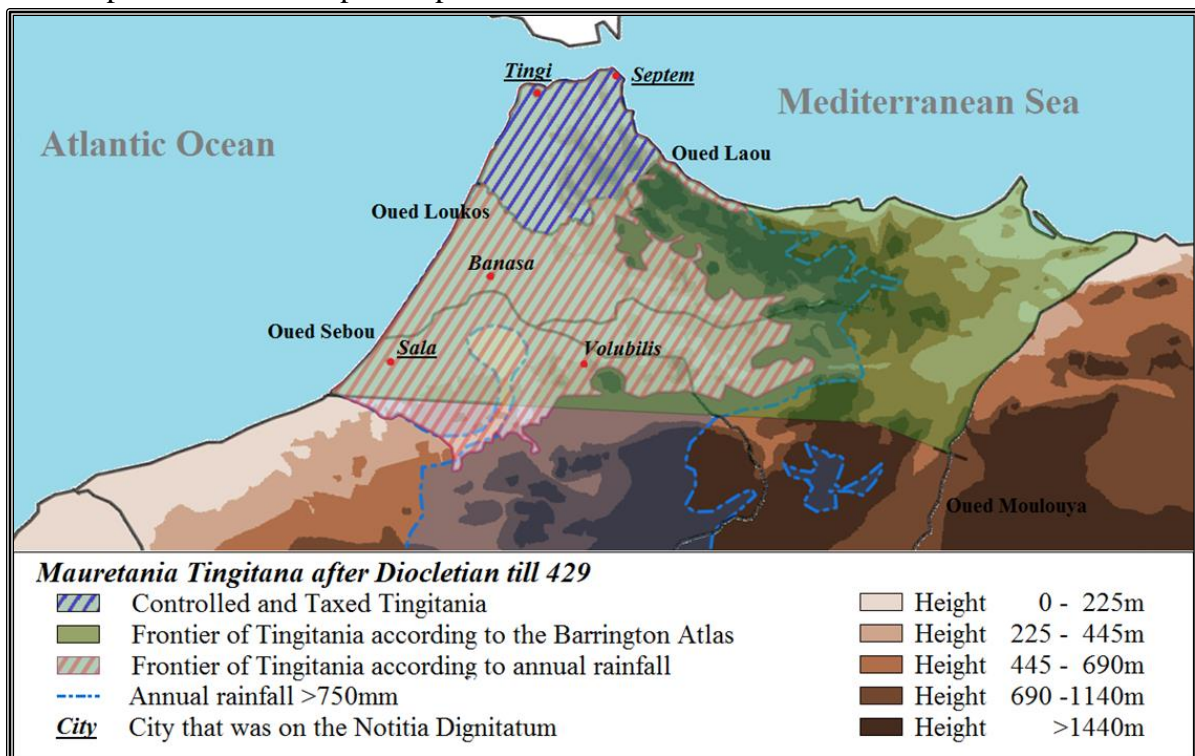 Tingi
Septem
Mediterranean Sea
Atlantic Ocean
Oued Laou
Oued Loukos
Banasa
Oued Sebou
Sala
Volubilis
Oued Moulouya
Mauretania Tingitana after Diocletian till 429
Controlled and Taxed Tingitania
Frontier of Tingitania according to the Barrington Atlas
Frontier of Tingitania according to annual rainfall
Annual rainfall >750mm
City City that was on the Notitia Dignitatum
Height 0 - 225m
Height 225 - 445m
Height 445 - 690m
Height 690 -1140m
Height >1440m